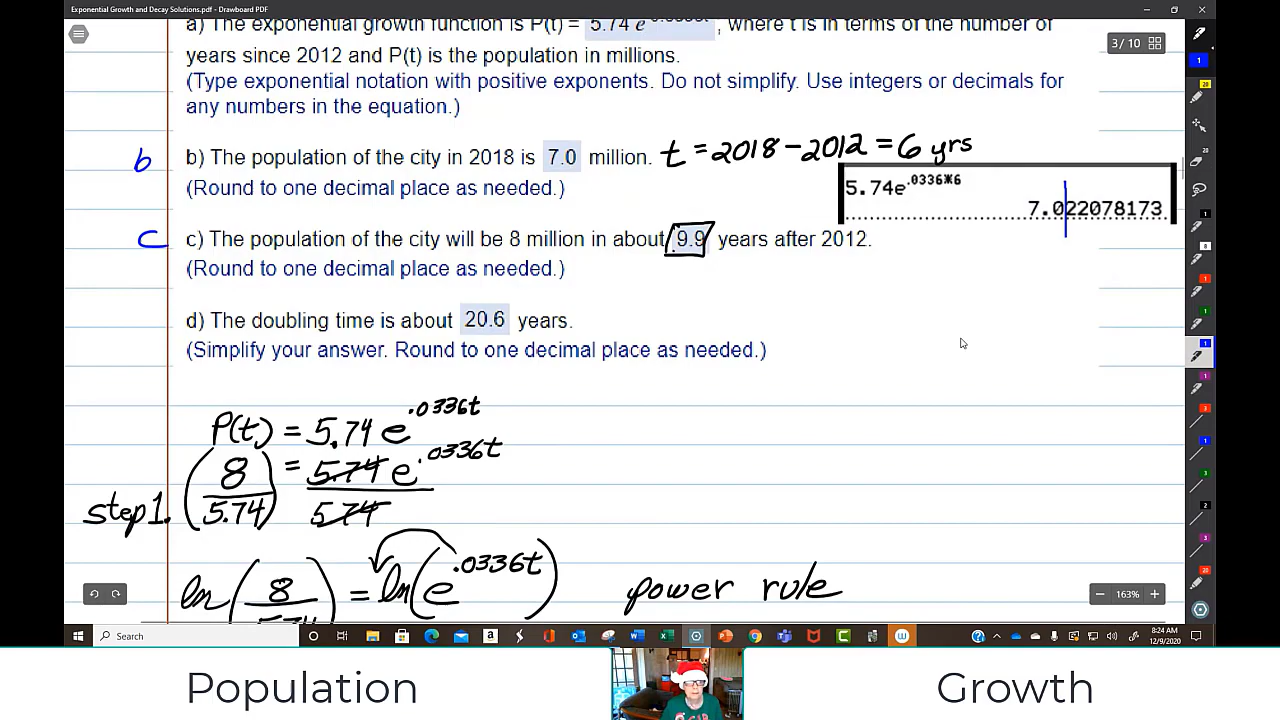 Exponential Growth and Decay Solutions.pdf - Drawboard PDF
a) The exponential growth function is P(t) = 5.74 e .0336t , where t is in terms of the number of
years since 2012 and P(t) is the population in millions.
(Type exponential notation with positive exponents. Do not simplify. Use integers or decimals for
any numbers in the equation.)
3 / 10
b b) The population of the city in 2018 is 7.0 million. t = 2018 - 2012 = 6 yrs
(Round to one decimal place as needed.)
5.74e^.0336*6
7.022078173
c c) The population of the city will be 8 million in about 9.9 years after 2012.
(Round to one decimal place as needed.)
d) The doubling time is about 20.6 years.
(Simplify your answer. Round to one decimal place as needed.)
P(t) = 5.74 e^.0336t
step 1. (8/5.74) = 5.74 e^.0336t / 5.74
ln(8/5.74) = ln(e^.0336t) power rule
163%
Search
8:24 AM
12/9/2020
Population
Growth